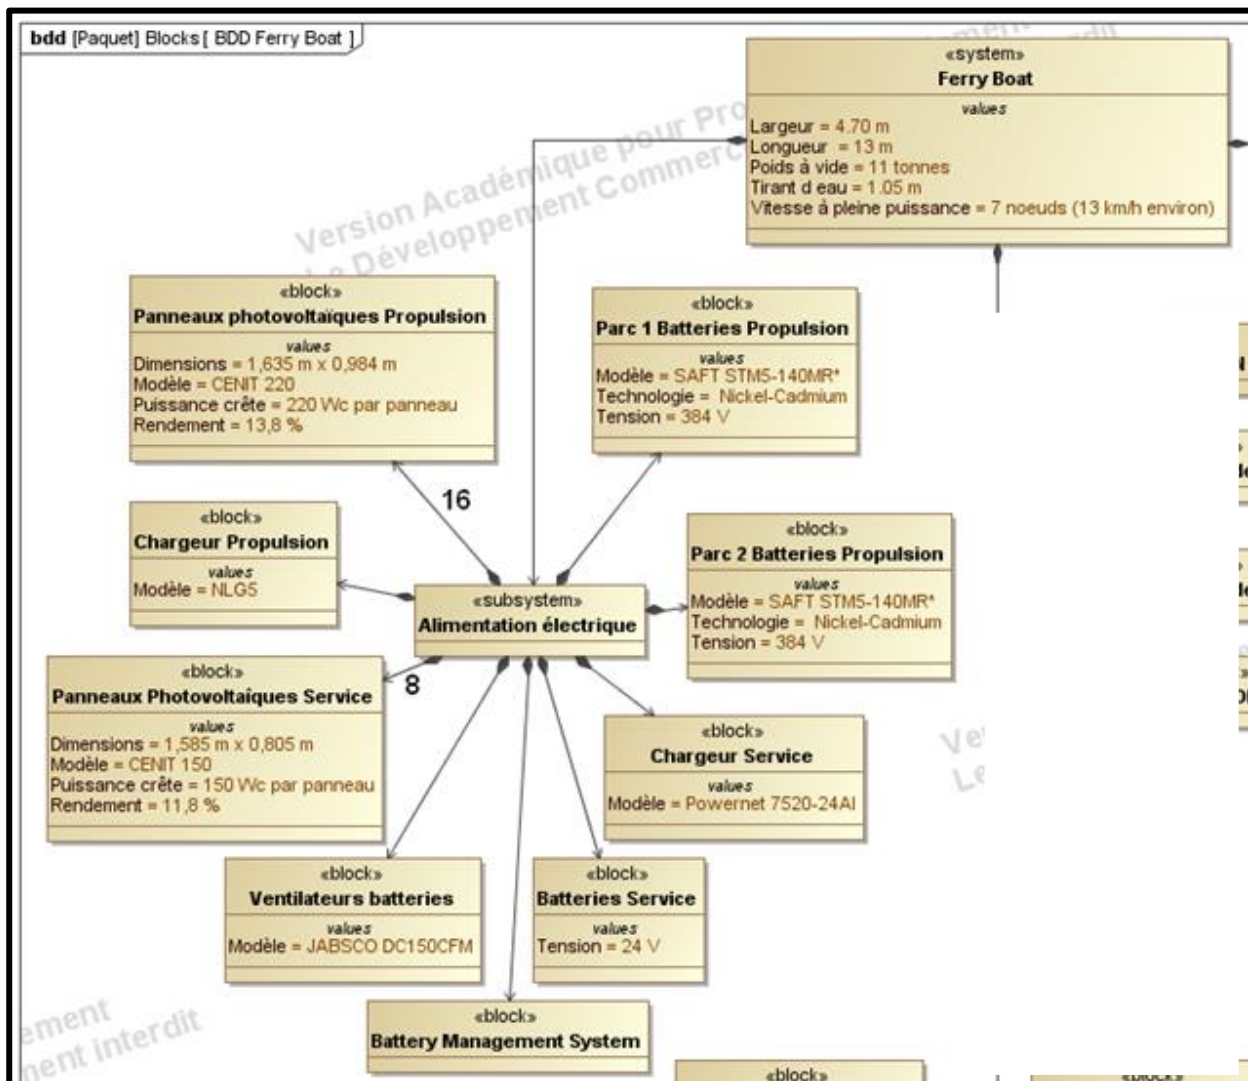 bdd [Paquet] Blocks [ BDD Ferry Boat ]
«system»
Ferry Boat
values
Largeur = 4.70 m
Longueur = 13 m
Poids à vide = 11 tonnes
Tirant d eau = 1.05 m
Vitesse à pleine puissance = 7 noeuds (13 km/h environ)
Version Académique pour Pro
Le Développement Commerc
«block»
Panneaux photovoltaïques Propulsion
values
Dimensions = 1,635 m x 0,984 m
Modèle = CENIT 220
Puissance crête = 220 Wc par panneau
Rendement = 13,8 %
«block»
Parc 1 Batteries Propulsion
values
Modèle = SAFT STM5-140MR*
Technologie = Nickel-Cadmium
Tension = 384 V
16
«block»
Chargeur Propulsion
values
Modèle = NLG5
«block»
Parc 2 Batteries Propulsion
values
Modèle = SAFT STM5-140MR*
Technologie = Nickel-Cadmium
Tension = 384 V
«subsystem»
Alimentation électrique
«block»
Panneaux Photovoltaîques Service
values
Dimensions = 1,585 m x 0,805 m
Modèle = CENIT 150
Puissance crête = 150 Wc par panneau
Rendement = 11,8 %
8
«block»
Chargeur Service
values
Modèle = Powernet 7520-24AI
Ve
Le
«block»
Ventilateurs batteries
values
Modèle = JABSCO DC150CFM
«block»
Batteries Service
values
Tension = 24 V
«block»
Battery Management System
ement
ment interdit
«block»
«block»